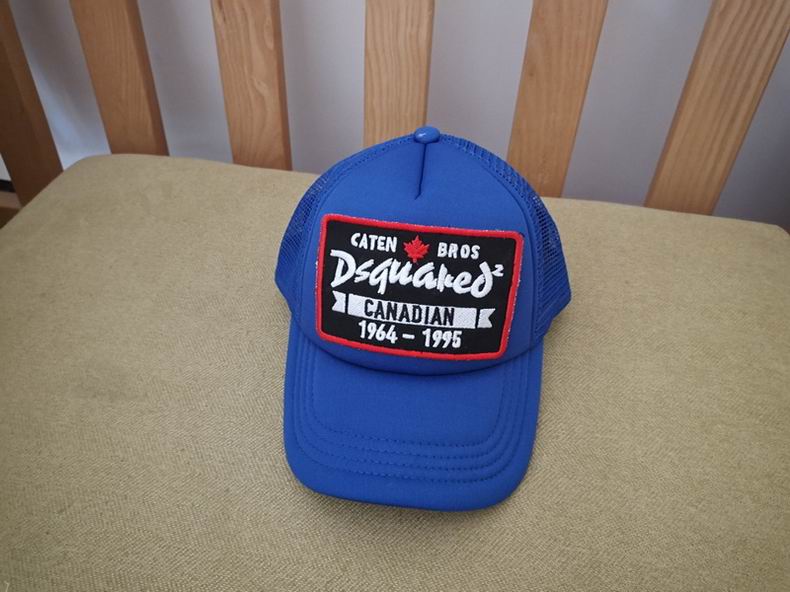 CATEN BROS
Dsquared²
CANADIAN
1964 - 1995